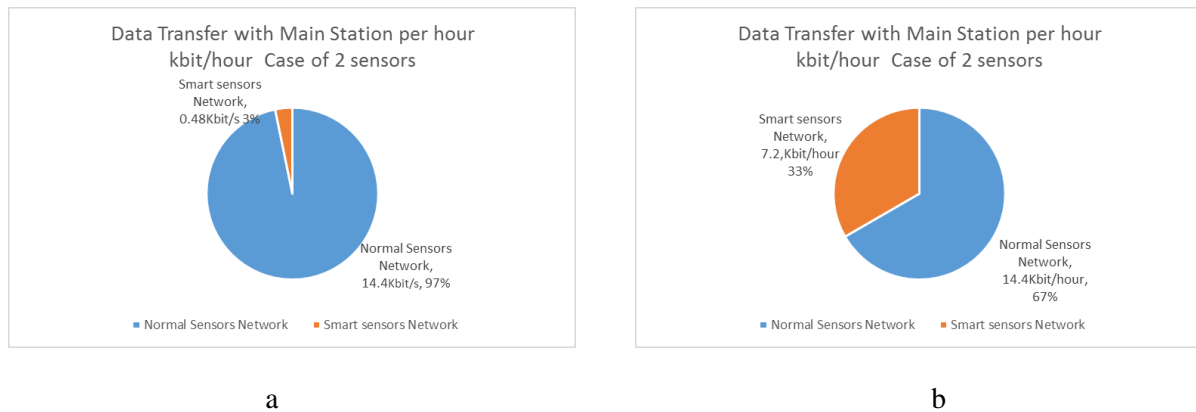 Data Transfer with Main Station per hour
kbit/hour Case of 2 sensors
Smart sensors
Network,
0.48Kbit/s 3%
Normal Sensors
Network,
14.4Kbit/s, 97%
Normal Sensors Network
Smart sensors Network
a
Data Transfer with Main Station per hour
kbit/hour Case of 2 sensors
Smart sensors
Network,
7.2,Kbit/hour
33%
Normal Sensors
Network,
14.4Kbit/hour,
67%
Normal Sensors Network
Smart sensors Network
b